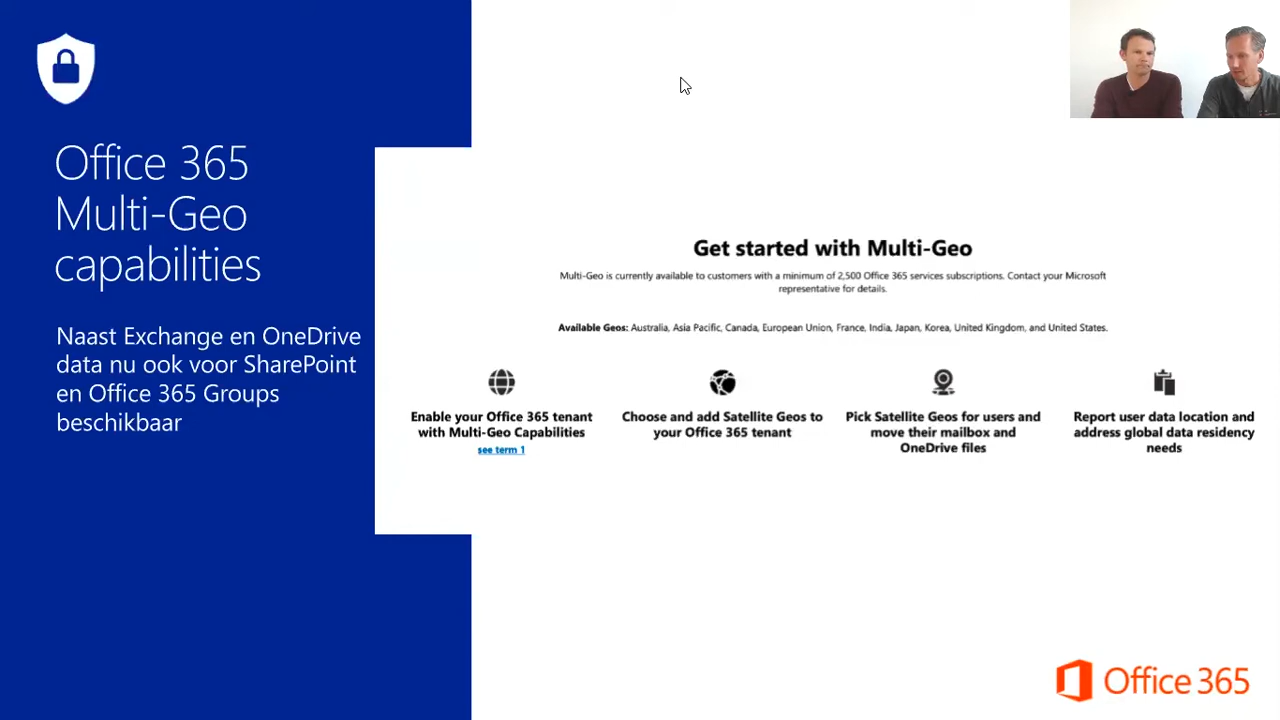 Office 365
Multi-Geo
capabilities
Naast Exchange en OneDrive
data nu ook voor SharePoint
en Office 365 Groups
beschikbaar
Get started with Multi-Geo
Multi-Geo is currently available to customers with a minimum of 2,500 Office 365 services subscriptions. Contact your Microsoft
representative for details.
Available Geos: Australia, Asia Pacific, Canada, European Union, France, India, Japan, Korea, United Kingdom, and United States.
Enable your Office 365 tenant
with Multi-Geo Capabilities
see term 1
Choose and add Satellite Geos to
your Office 365 tenant
Pick Satellite Geos for users and
move their mailbox and
OneDrive files
Report user data location and
address global data residency
needs
Office 365